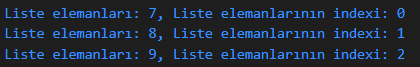 Liste elemanları: 7, Liste elemanlarının indexi: 0
Liste elemanları: 8, Liste elemanlarının indexi: 1
Liste elemanları: 9, Liste elemanlarının indexi: 2